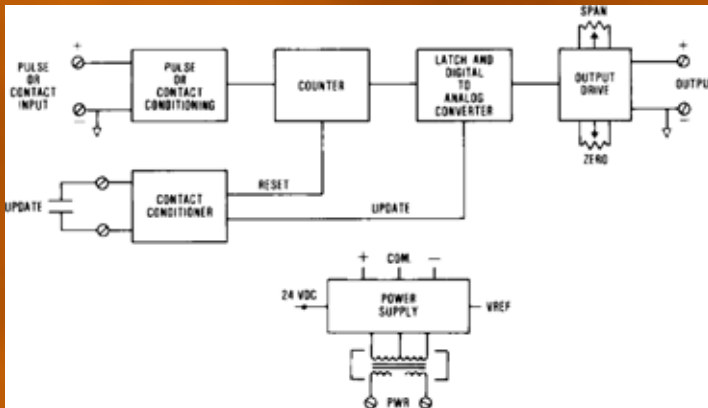 SPAN
+
PULSE
OR
CONTACT
INPUT
−
PULSE
OR
CONTACT
CONDITIONING
COUNTER
LATCH AND
DIGITAL
TO
ANALOG
CONVERTER
OUTPUT
DRIVE
+
OUTPUT
−
ZERO
RESET
UPDATE
CONTACT
CONDITIONER
UPDATE
+ COM. −
24 VDC
POWER
SUPPLY
VREF
PWR